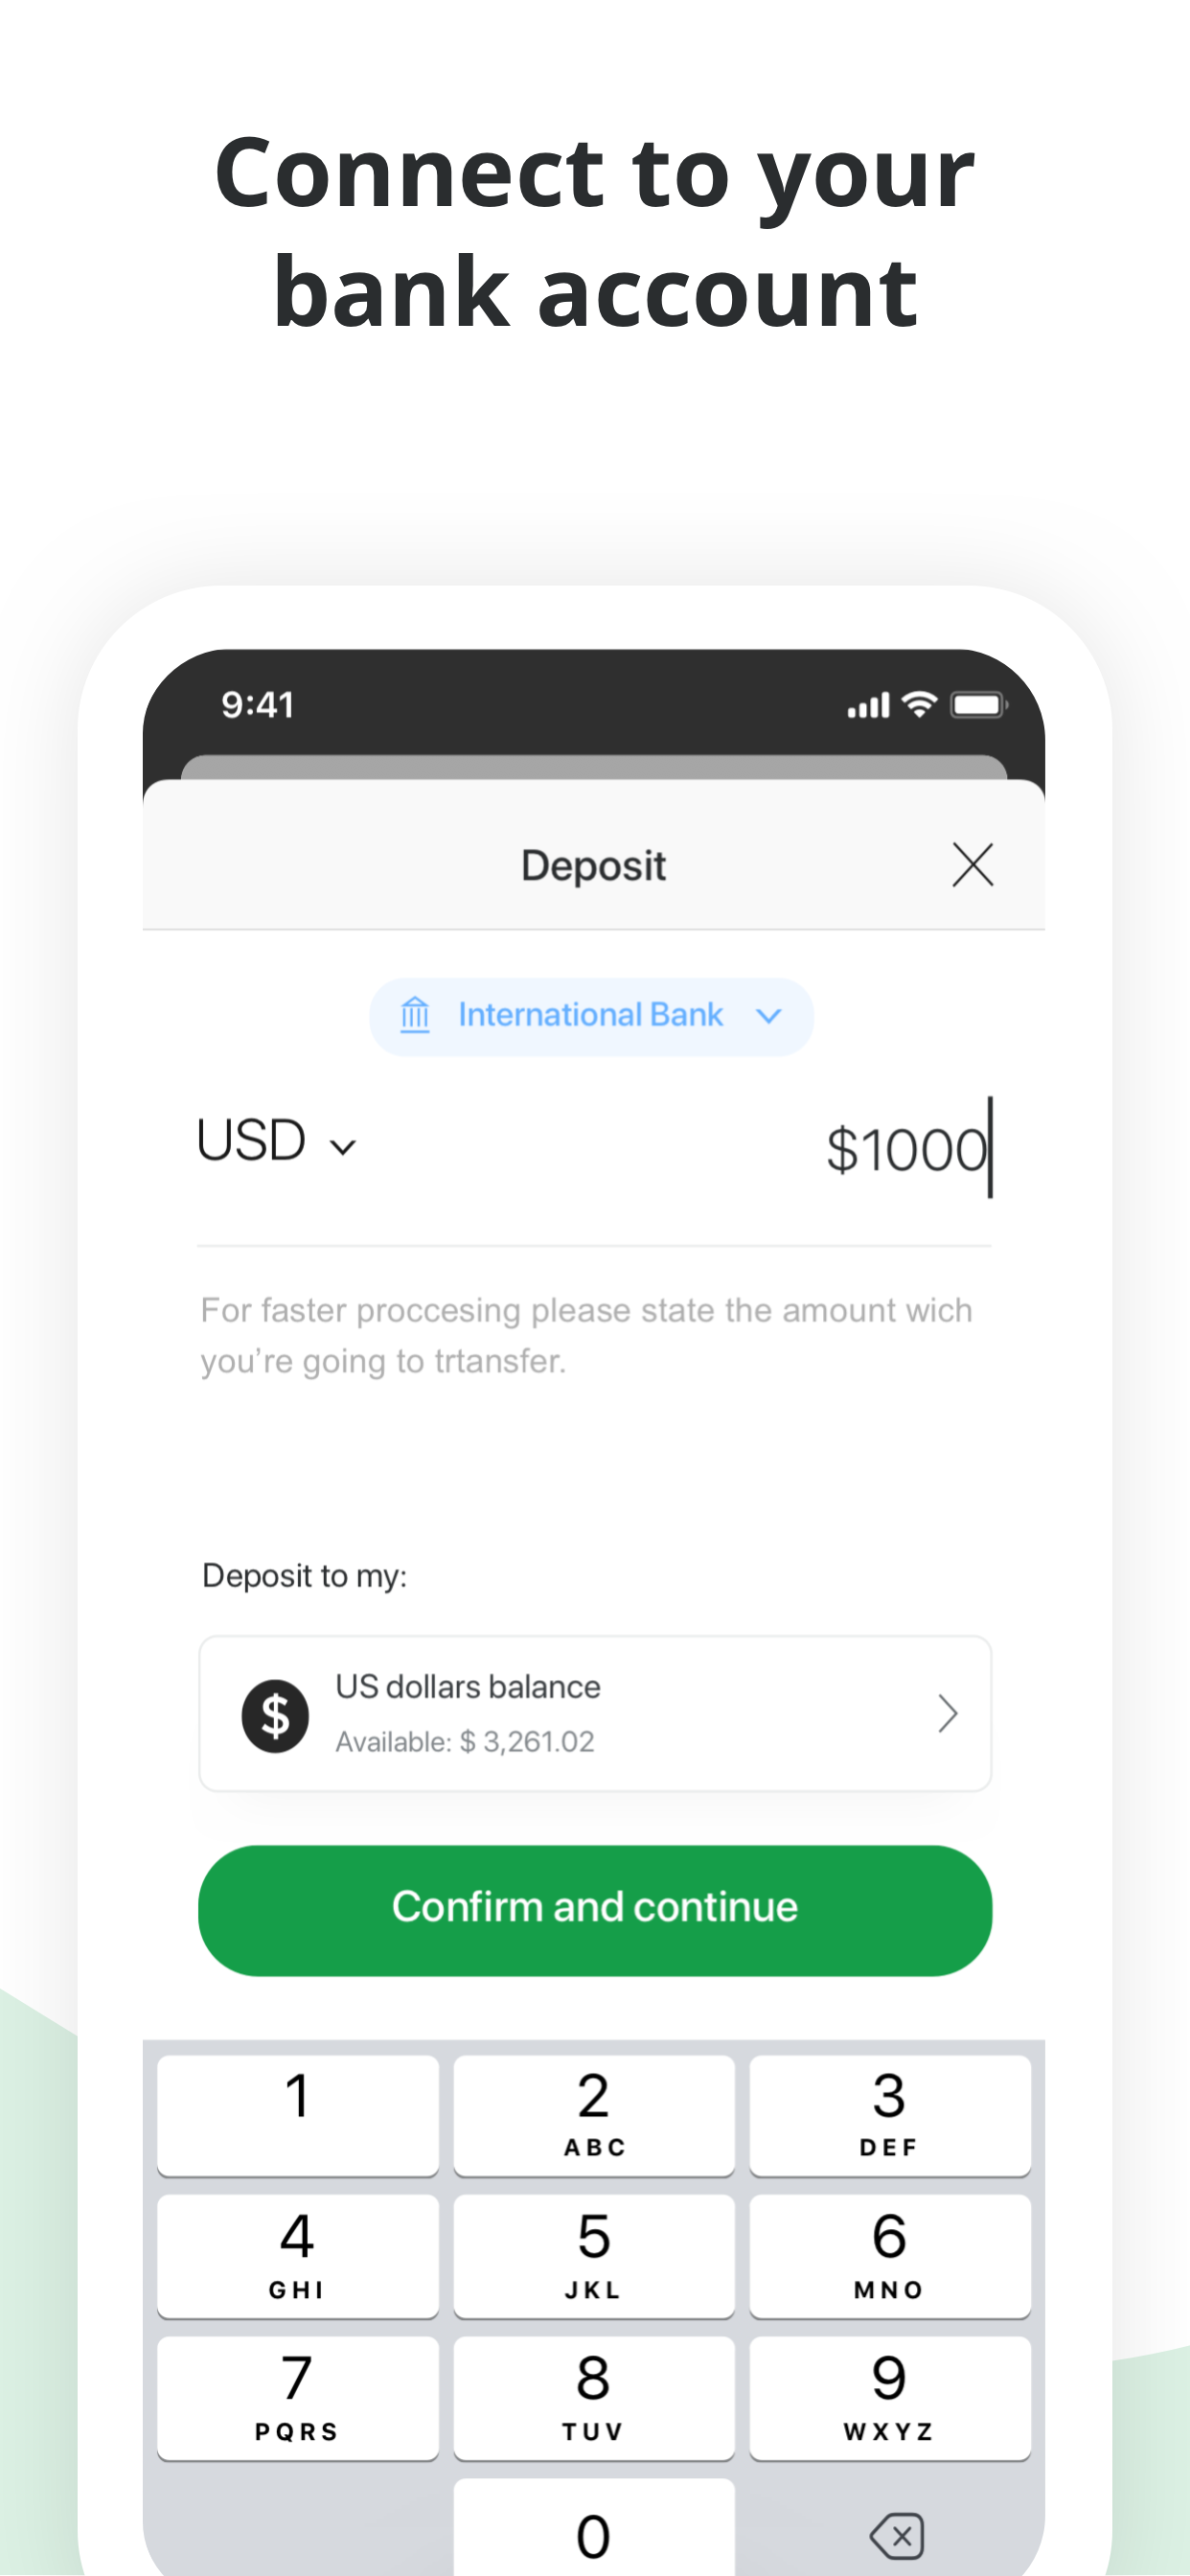 Connect to your
bank account
9:41
Deposit
International Bank
USD
$1000
For faster proccesing please state the amount wich
you’re going to trtansfer.
Deposit to my:
$
US dollars balance
Available: $ 3,261.02
Confirm and continue
1
2
3
ABC
DEF
4
5
6
GHI
JKL
MNO
7
8
9
PQRS
TUV
WXYZ
0